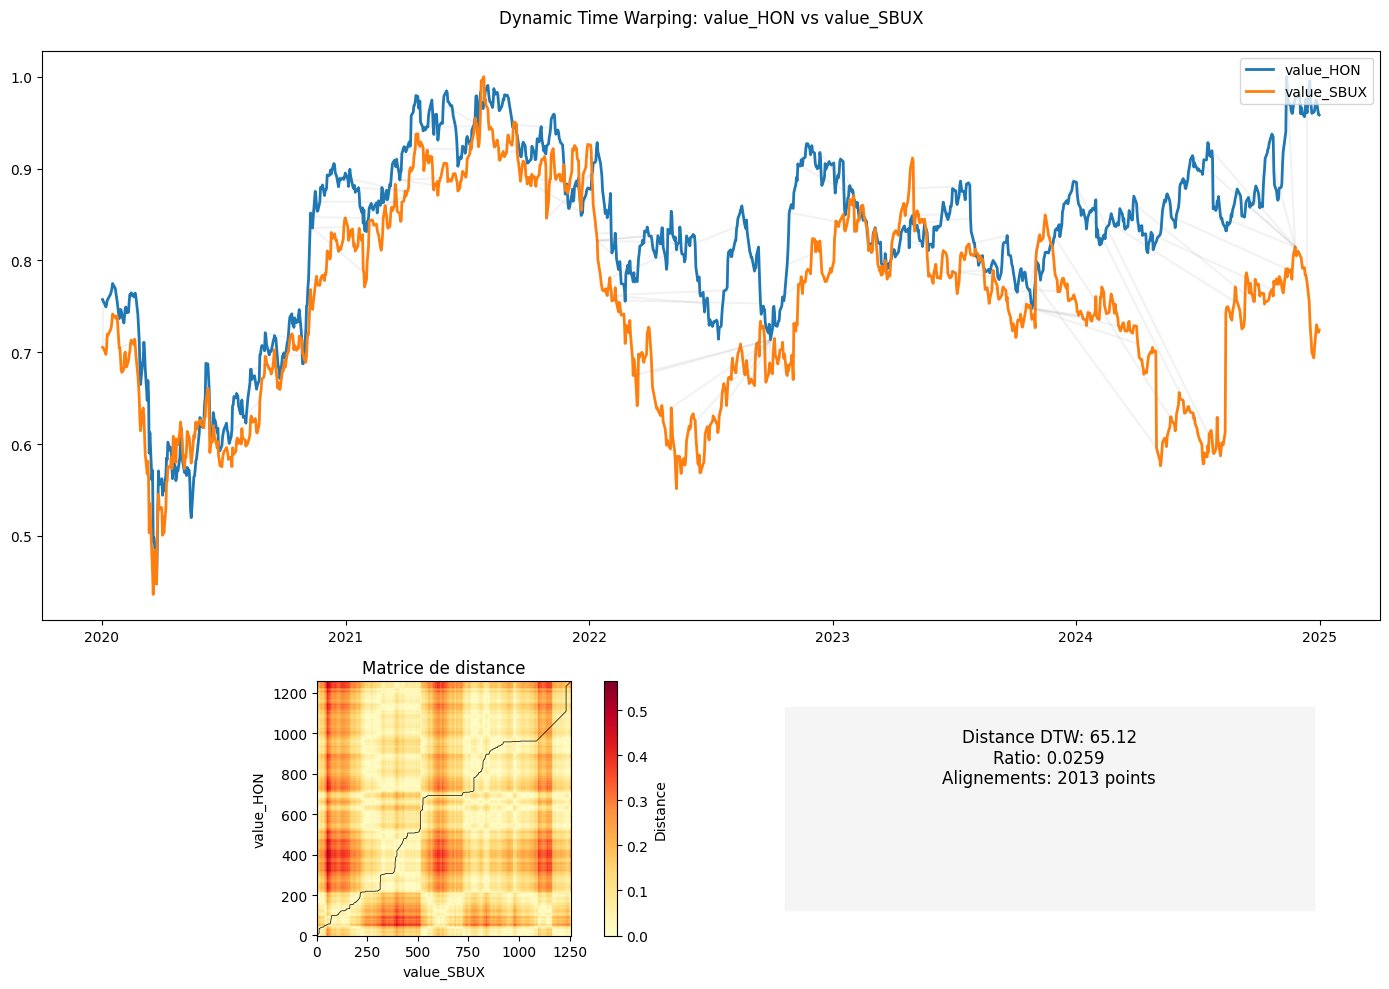 Dynamic Time Warping: value_HON vs value_SBUX
value_HON
value_SBUX
1.0
0.9
0.8
0.7
0.6
0.5
2020 2021 2022 2023 2024 2025
Matrice de distance
value_HON
1200
1000
800
600
400
200
0
0 250 500 750 1000 1250
value_SBUX
0.5
0.4
0.3
0.2
0.1
0.0
Distance
Distance DTW: 65.12
Ratio: 0.0259
Alignements: 2013 points